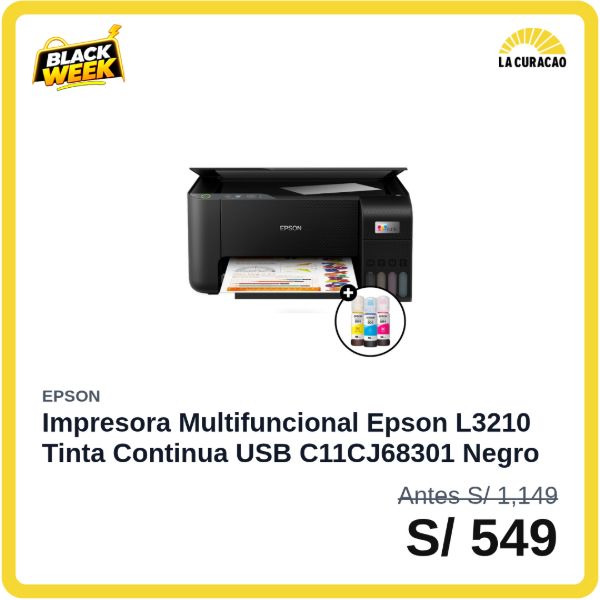 BLACK
WEEK
LA CURACAO
EPSON
EPSON
Impresora Multifuncional Epson L3210
Tinta Continua USB C11CJ68301 Negro
Antes S/ 1,149
S/ 549